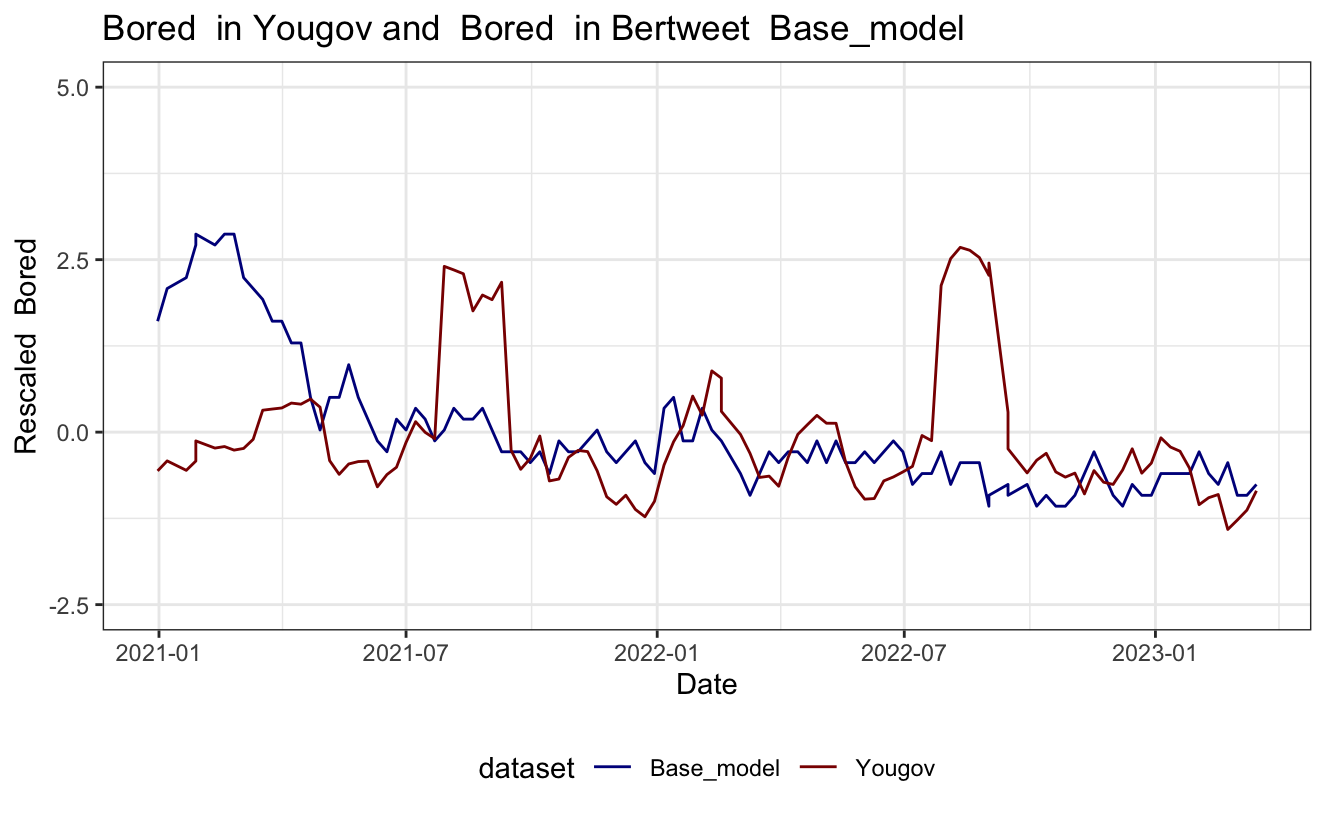 Bored  in Yougov and  Bored  in Bertweet  Base_model
5.0
2.5
0.0
-2.5
Rescaled  Bored
2021-01
2021-07
2022-01
2022-07
2023-01
Date
dataset Base_model Yougov